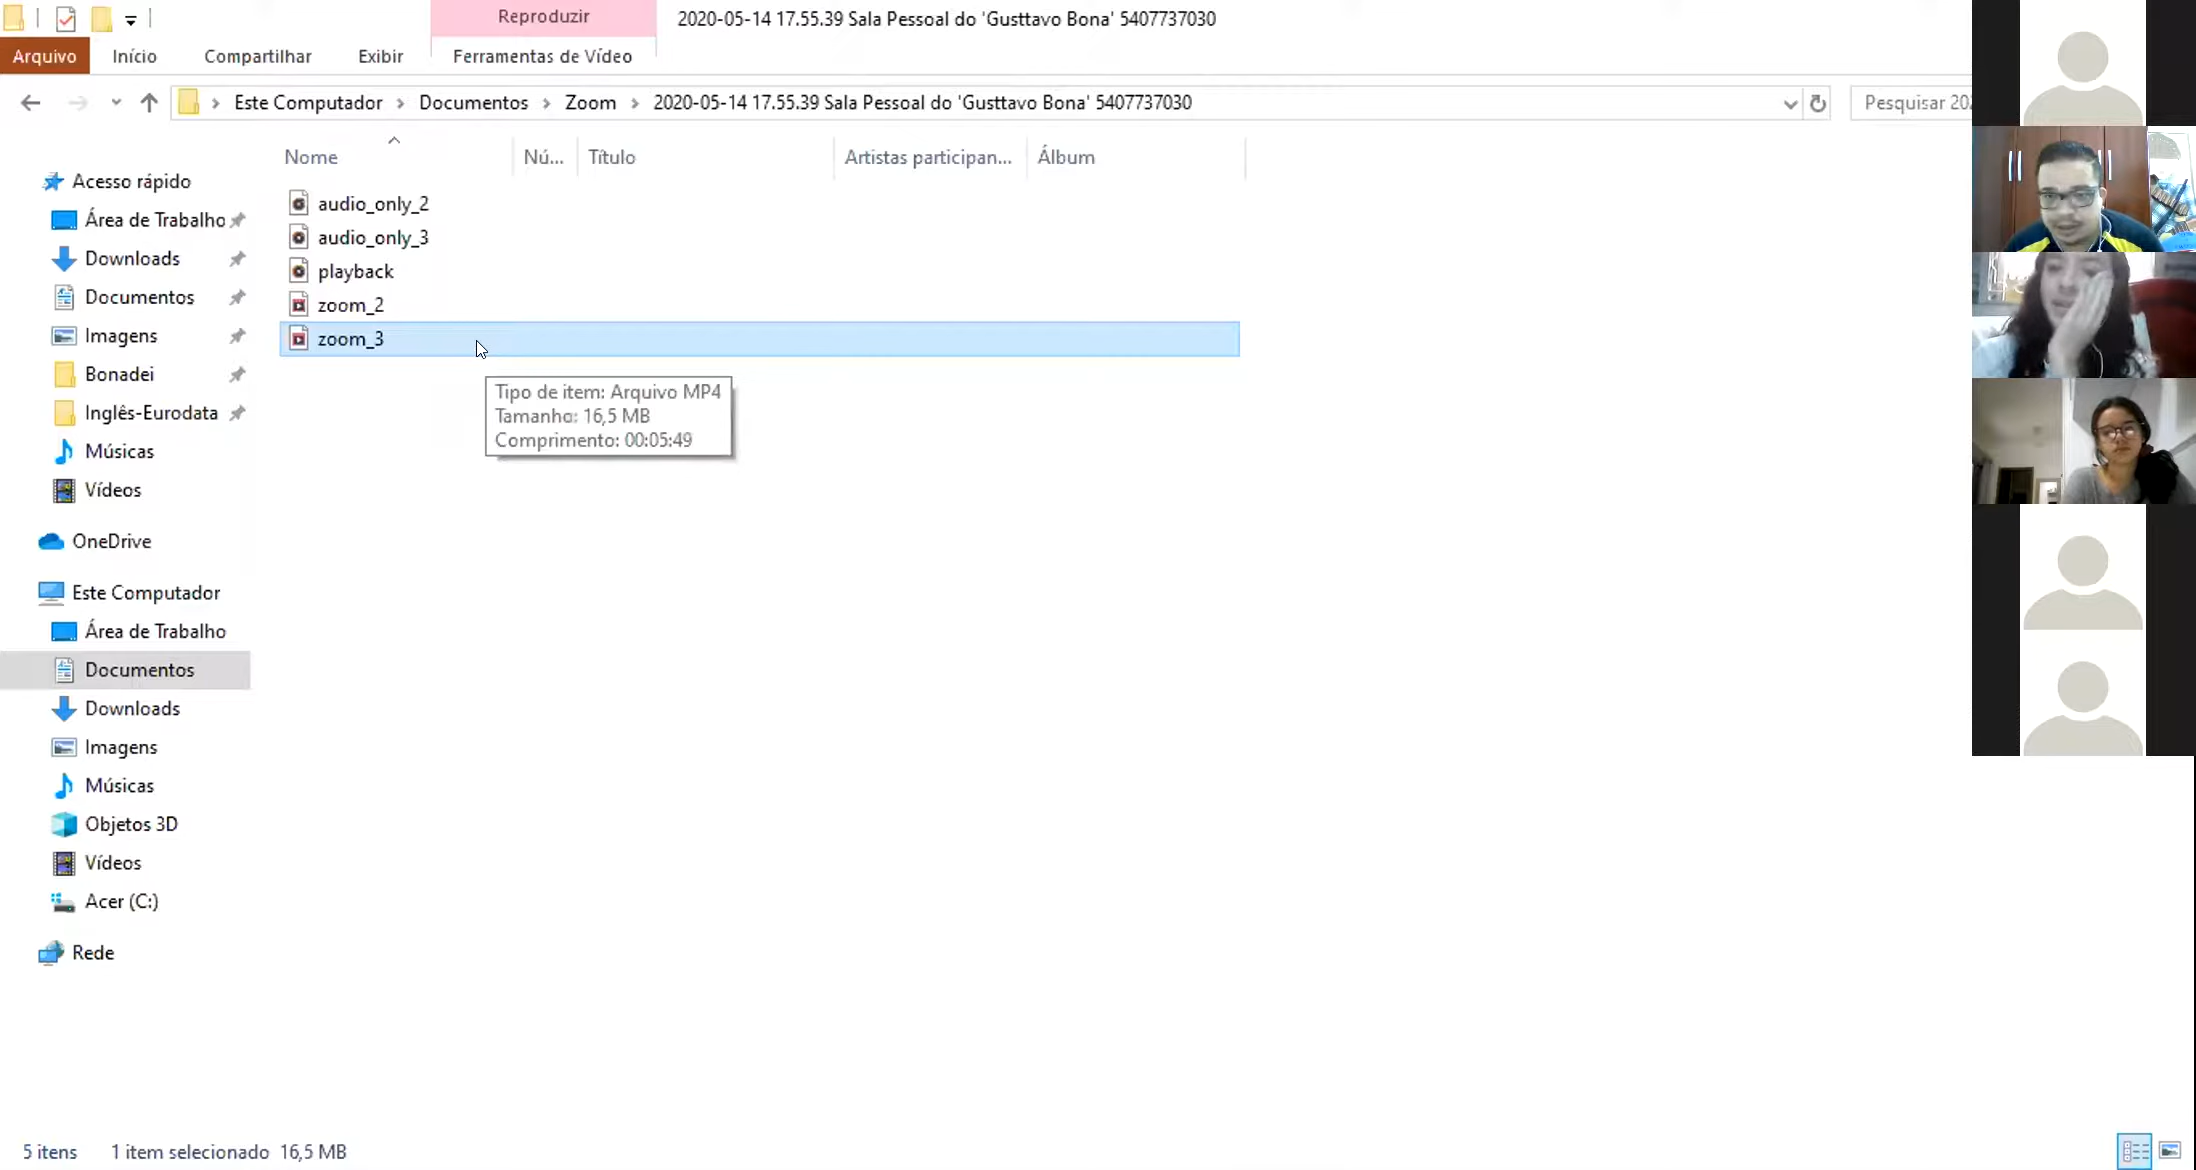 Reproduzir
2020-05-14 17.55.39 Sala Pessoal do 'Gusttavo Bona' 5407737030
Arquivo
Início
Compartilhar
Exibir
Ferramentas de Vídeo
Este Computador
Documentos
Zoom
2020-05-14 17.55.39 Sala Pessoal do 'Gusttavo Bona' 5407737030
Pesquisar 202
Nome
Nú...
Título
Artistas participan...
Álbum
Acesso rápido
Área de Trabalho
Downloads
Documentos
Imagens
Bonadei
Inglês-Eurodata
Músicas
Vídeos
OneDrive
Este Computador
Área de Trabalho
Documentos
Downloads
Imagens
Músicas
Objetos 3D
Vídeos
Acer (C:)
Rede
audio_only_2
audio_only_3
playback
zoom_2
zoom_3
Tipo de item: Arquivo MP4
Tamanho: 16,5 MB
Comprimento: 00:05:49
5 itens
1 item selecionado 16,5 MB